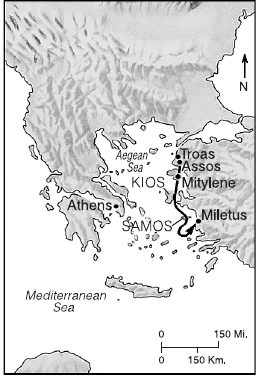 N
Troas
Aegean
Sea
Assos
KIOS
Mitylene
Athens
Miletus
SAMOS
Mediterranean
Sea
0 150 Mi.
0 150 Km.